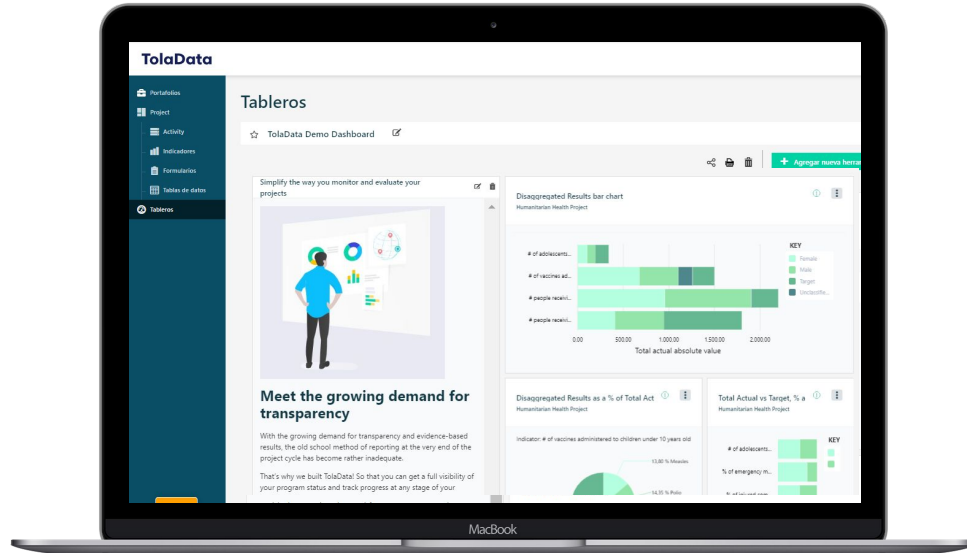 TolaData
Portafolios
Project
Activity
Indicadores
Formularios
Tablas de datos
Tableros
Tableros
TolaData Demo Dashboard
+ Agregar nueva herra
Simplify the way you monitor and evaluate your
projects
Meet the growing demand for
transparency
With the growing demand for transparency and evidence-based
results, the old school method of reporting at the very end of the
project cycle has become rather inadequate.
That's why we built TolaData! So that you can get a full visibility of
your program status and track progress at any stage of your
Disaggregated Results bar chart
Humanitarian Health Project
# of adolescents...
# of vaccines ad...
# people receivi...
# people receivi...
0.00 500.00 1.000.00 1.500.00 2.000.00
Total actual absolute value
KEY
Female
Male
Target
Unclassifie...
Disaggregated Results as a % of Total Act
Humanitarian Health Project
Indicator: # of vaccines administered to children under 10 years old
13,80 % Measles
14,35 % Polio
Total Actual vs Target, % a
Humanitarian Health Project
KEY
# of adolescents...
% of emergency m...
MacBook